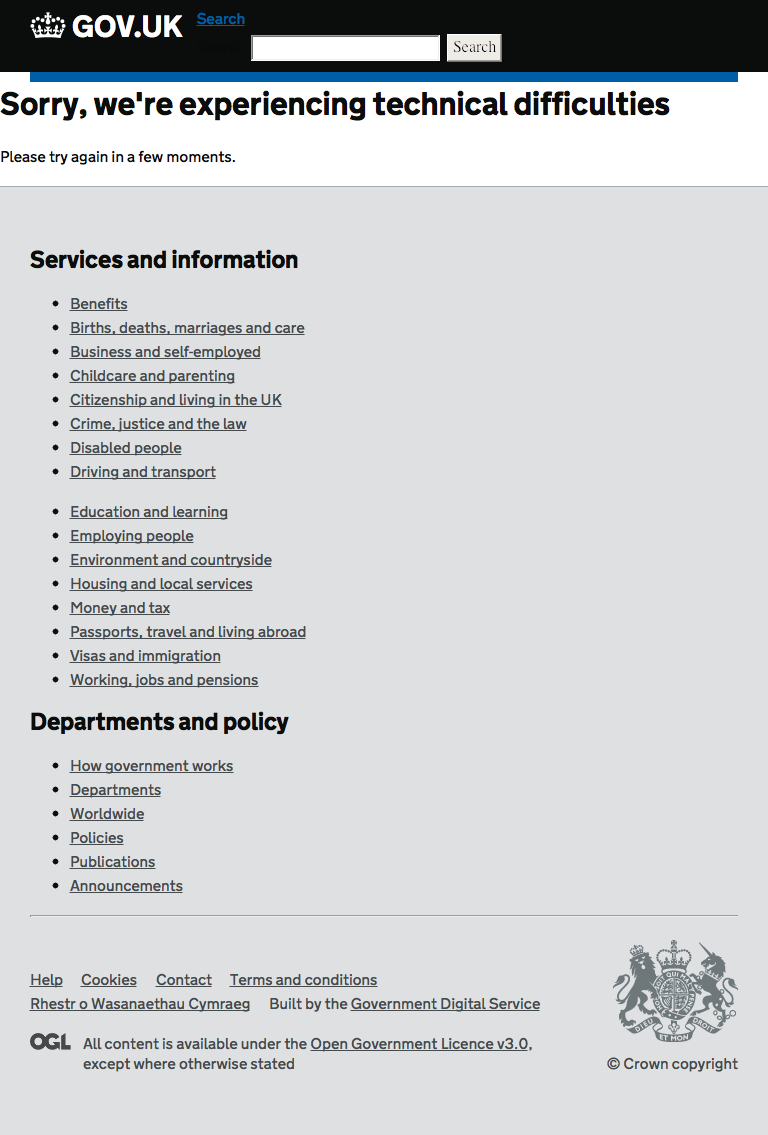 GOV.UK
Search
Search
Sorry, we're experiencing technical difficulties
Please try again in a few moments.
Services and information
Benefits
Births, deaths, marriages and care
Business and self-employed
Childcare and parenting
Citizenship and living in the UK
Crime, justice and the law
Disabled people
Driving and transport
Education and learning
Employing people
Environment and countryside
Housing and local services
Money and tax
Passports, travel and living abroad
Visas and immigration
Working, jobs and pensions
Departments and policy
How government works
Departments
Worldwide
Policies
Publications
Announcements
Help Cookies Contact Terms and conditions
Rhestr o Wasanaethau Cymraeg Built by the Government Digital Service
OGL All content is available under the Open Government Licence v3.0,
except where otherwise stated
DIEU ET MON DROIT
© Crown copyright